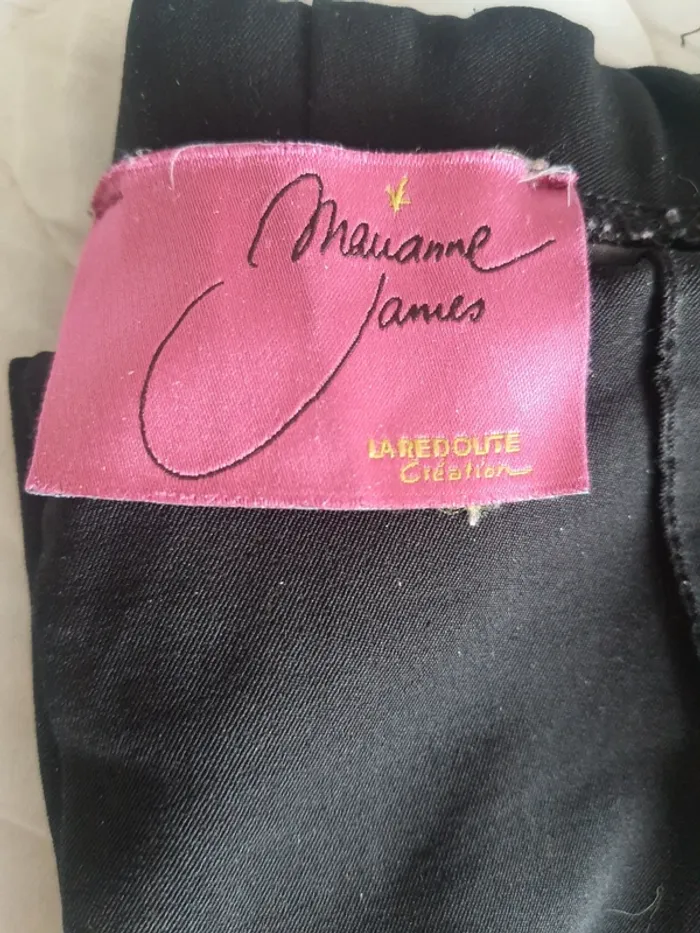 Marianne
James
LA REDOUTE
Création